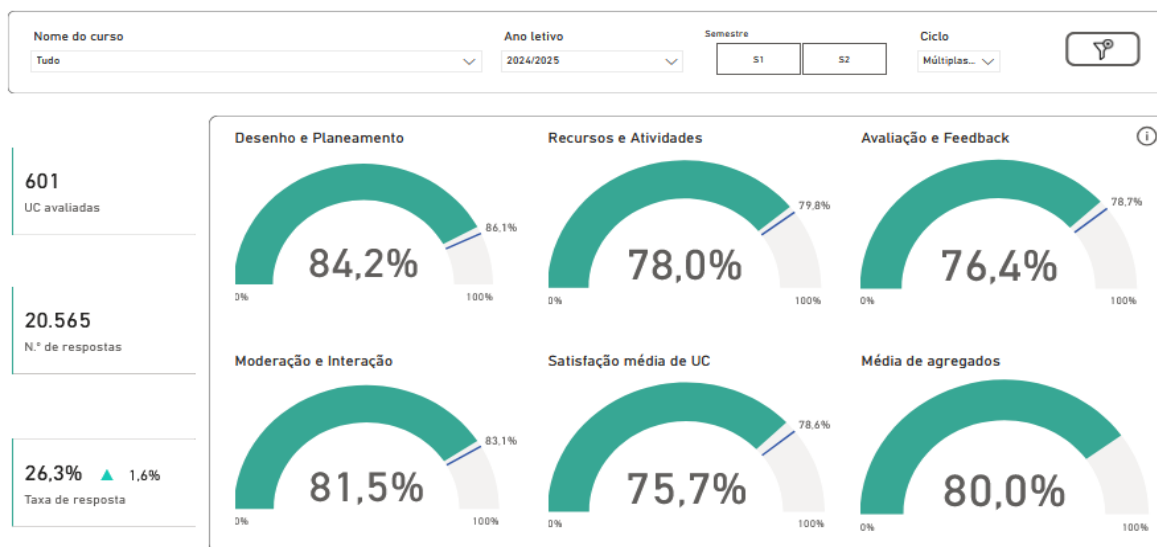 Nome do curso
Tudo
Ano letivo
2024/2025
Semestre
S1
S2
Ciclo
Múltiplas...
601
UC avaliadas
20.565
N.º de respostas
26,3% ▲ 1,6%
Taxa de resposta
Desenho e Planeamento
86,1%
84,2%
0%
100%
Recursos e Atividades
79,8%
78,0%
0%
100%
Avaliação e Feedback
78,7%
76,4%
0%
100%
Moderação e Interação
83,1%
81,5%
0%
100%
Satisfação média de UC
78,6%
75,7%
0%
100%
Média de agregados
80,0%
0%
100%